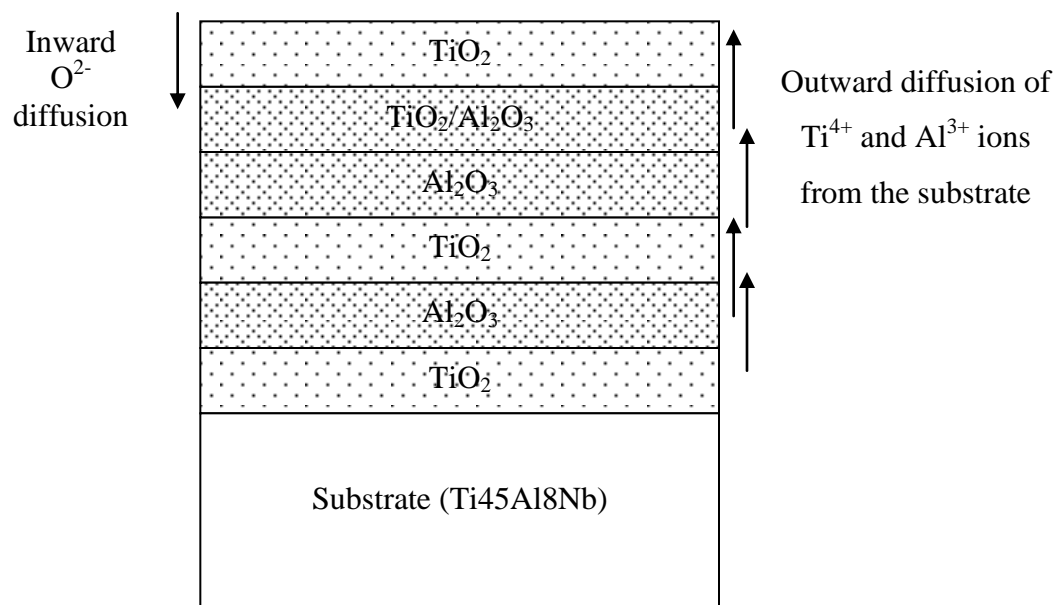 Inward
O²⁻
diffusion
TiO₂
TiO₂/Al₂O₃
Al₂O₃
TiO₂
Al₂O₃
TiO₂
Substrate (Ti45Al8Nb)
Outward diffusion of
Ti⁴⁺ and Al³⁺ ions
from the substrate